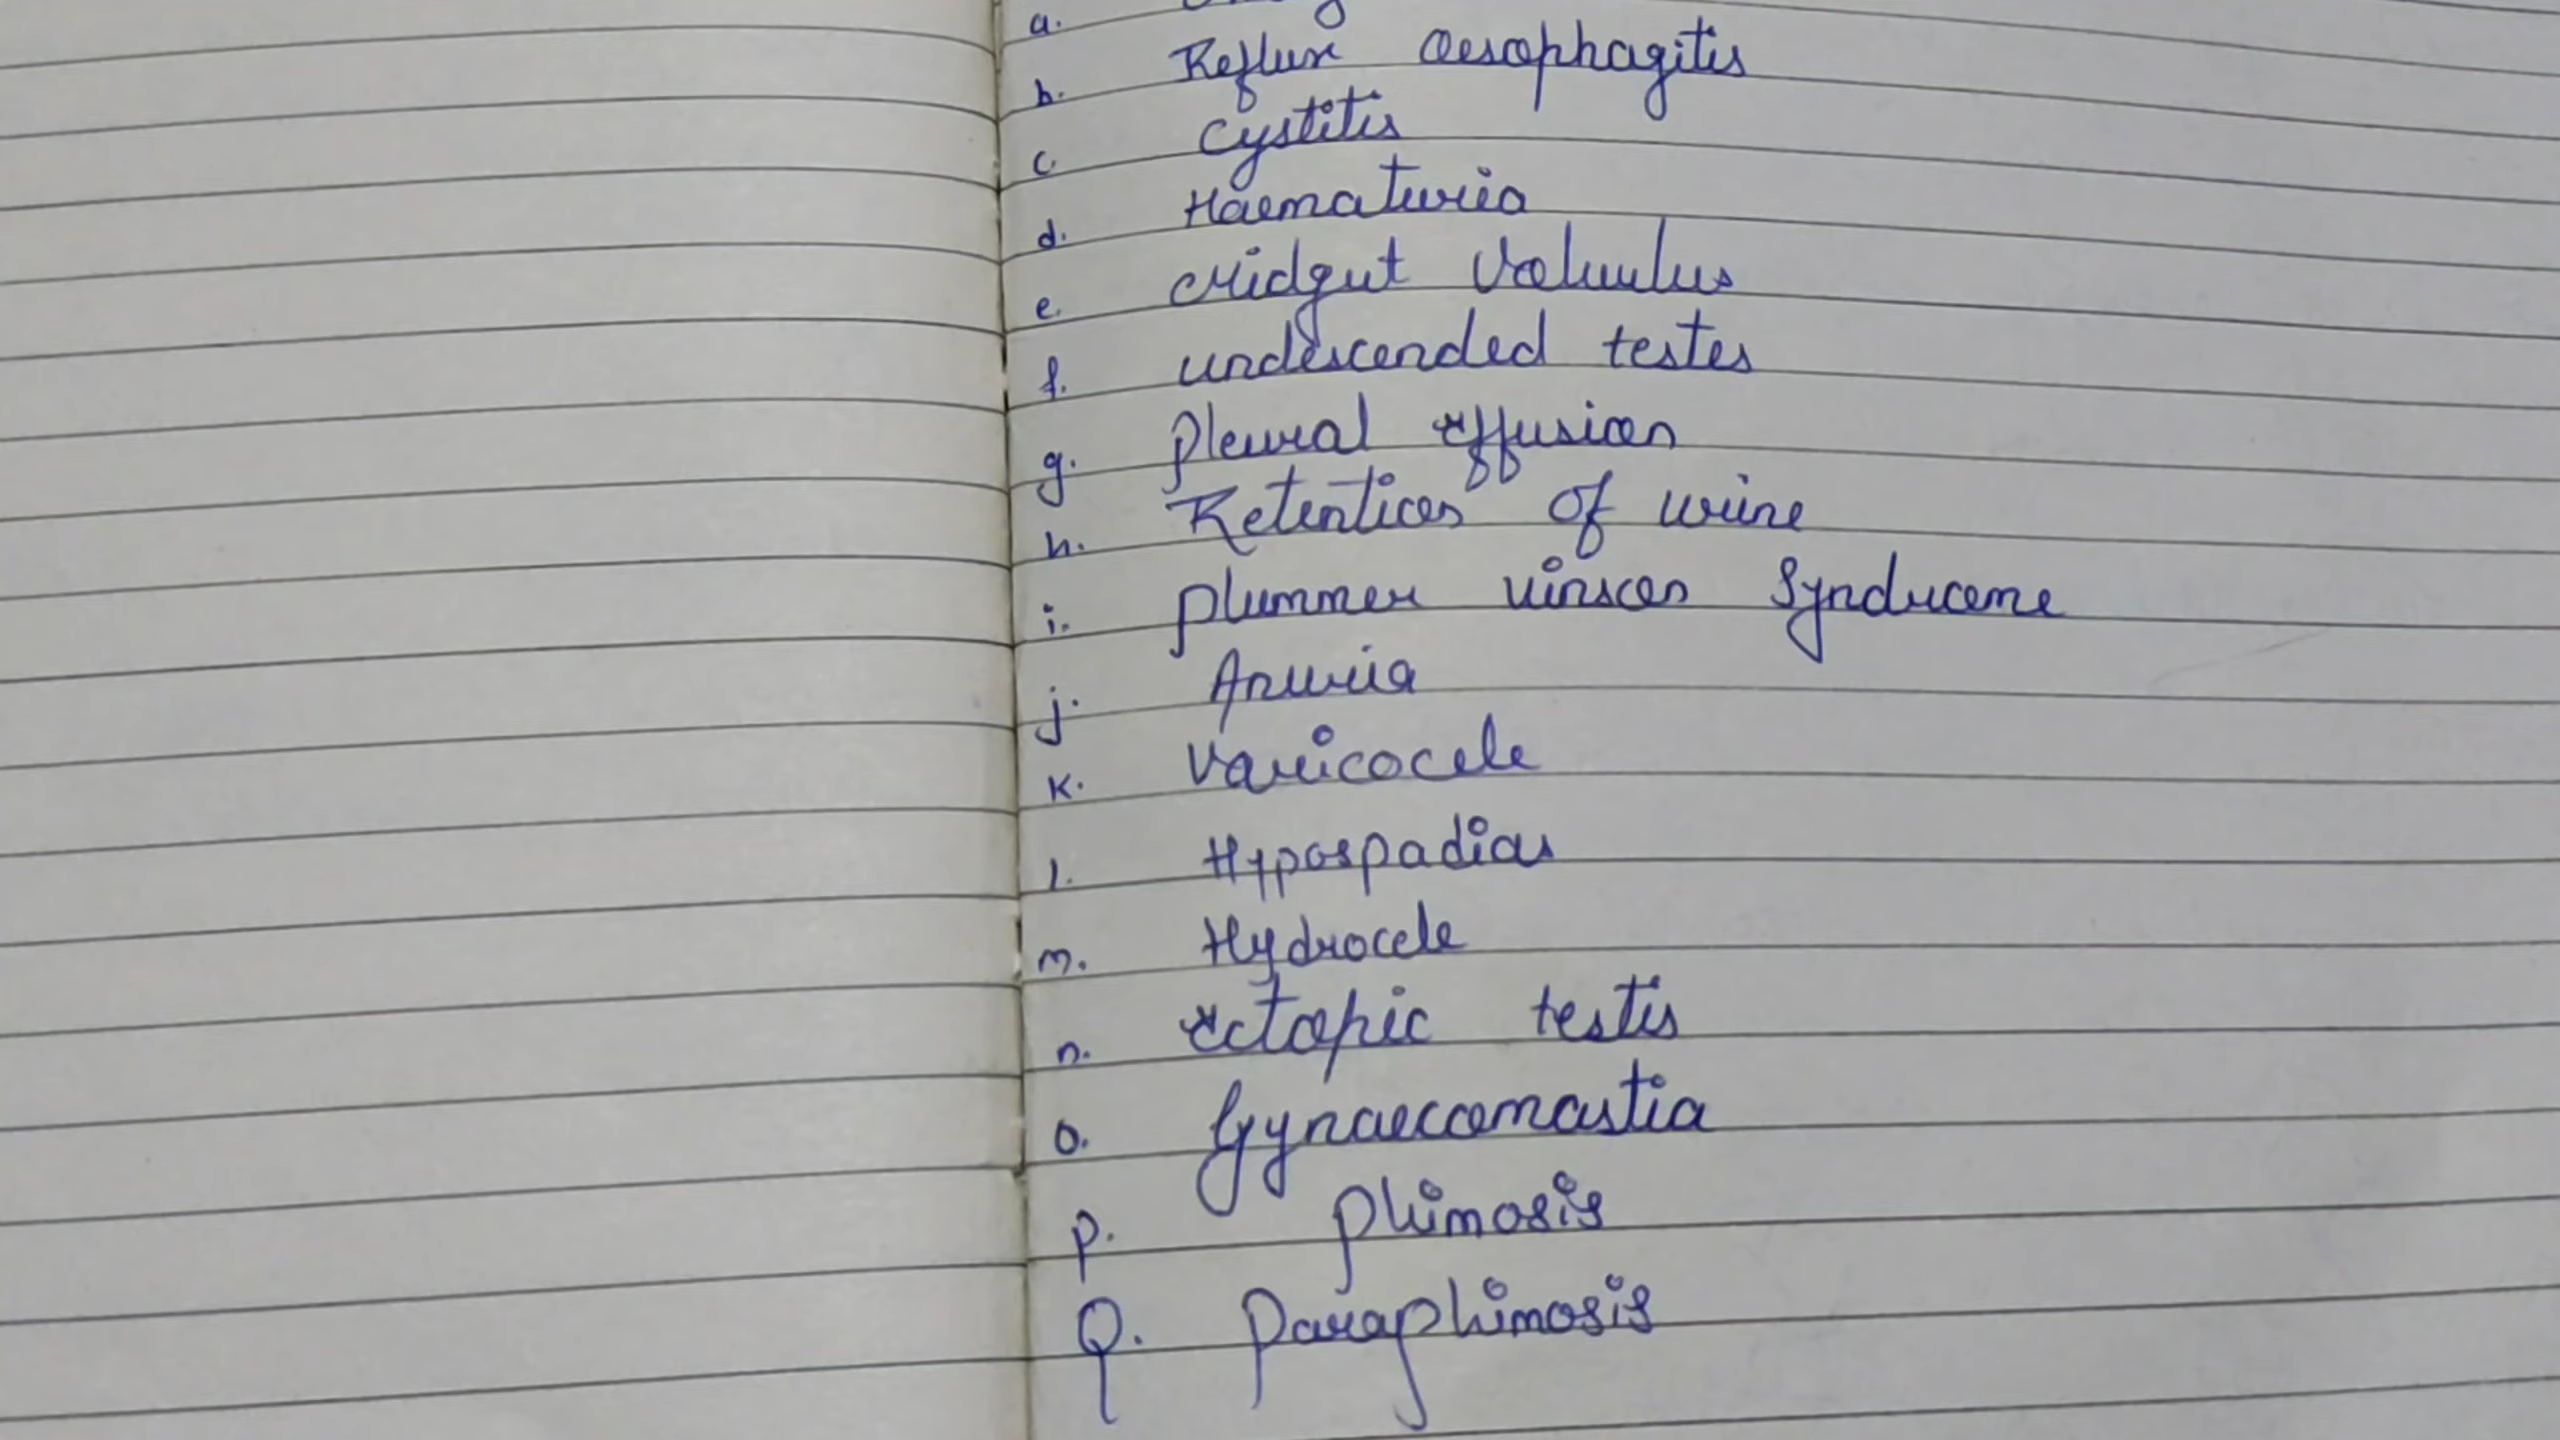 a.
b. Reflux Oesophagitis
c. Cystitis
d. Haematuria
e. Midgut Volvulus
f. undescended testes
g. pleural effusion
h. Retention of urine
i. plummer vinson Syndrome
j. Anuria
k. Varicocele
l. Hypospadias
m. Hydrocele
n. ectopic testis
o. Gynaecomastia
p. phimosis
Q. Paraphimosis